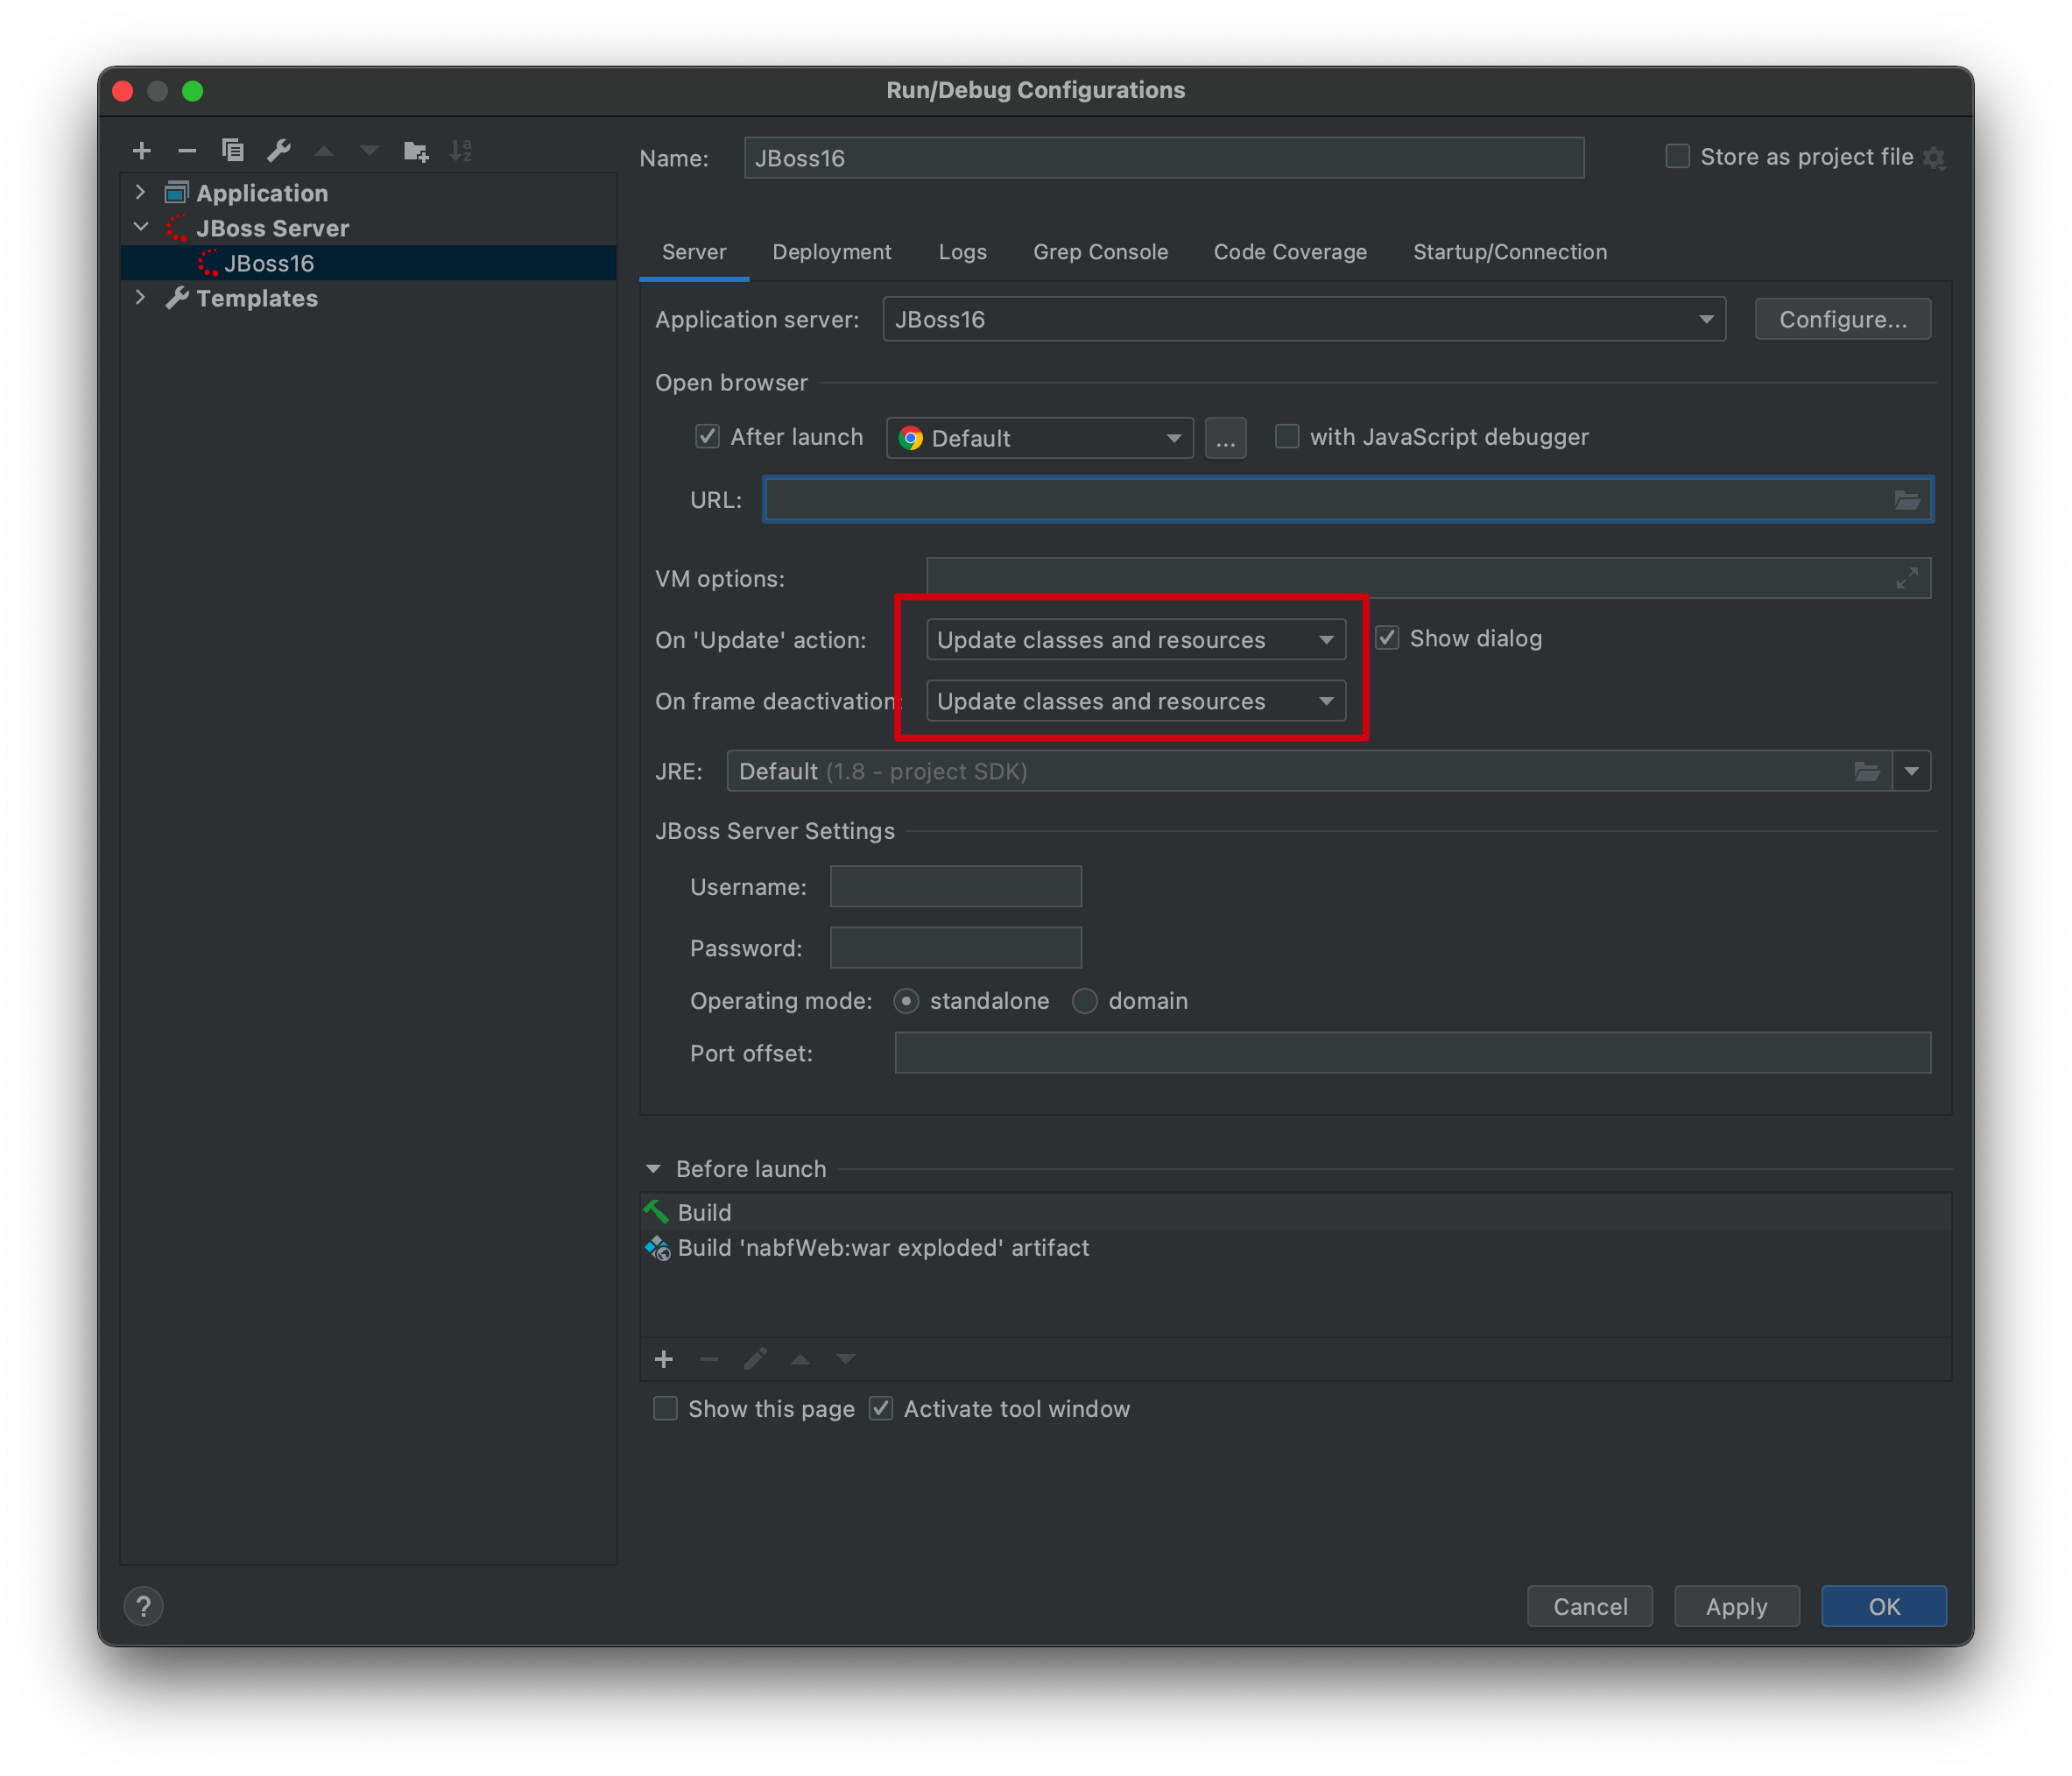 Run/Debug Configurations
Application
JBoss Server
JBoss16
Templates
Name: JBoss16 Store as project file
Server Deployment Logs Grep Console Code Coverage Startup/Connection
Application server: JBoss16 Configure...
Open browser
After launch Default ... with JavaScript debugger
URL:
VM options:
On 'Update' action: Update classes and resources Show dialog
On frame deactivation: Update classes and resources
JRE: Default (1.8 - project SDK)
JBoss Server Settings
Username:
Password:
Operating mode: standalone domain
Port offset:
Before launch
Build
Build 'nabfWeb:war exploded' artifact
Show this page Activate tool window
? Cancel Apply OK